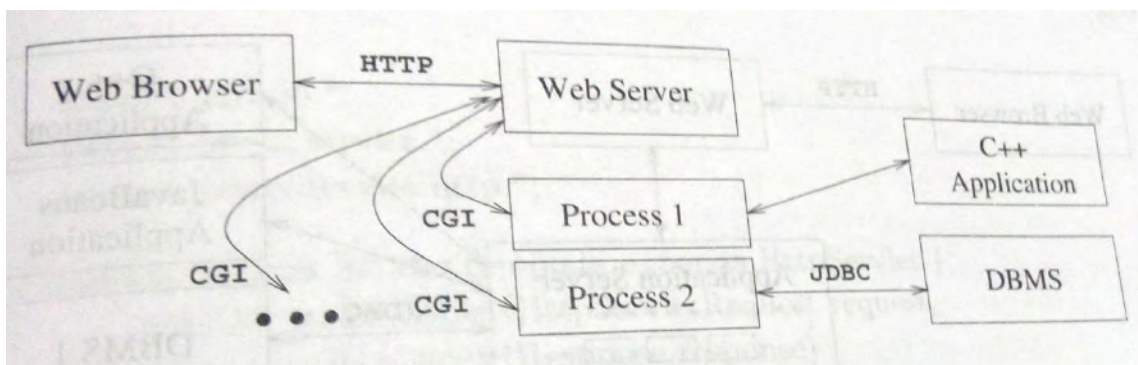 Web Browser
HTTP
Web Server
C++
Application
CGI
Process 1
CGI
CGI
Process 2
JDBC
DBMS